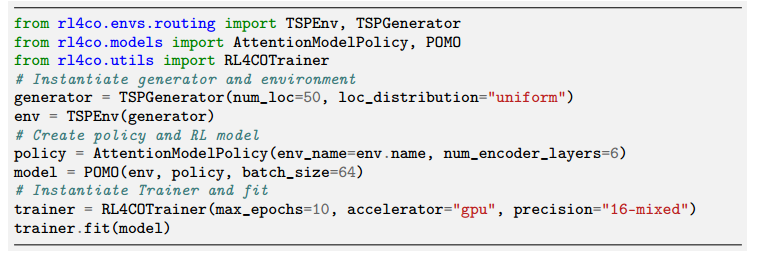 from rl4co.envs.routing import TSPEnv, TSPGenerator
from rl4co.models import AttentionModelPolicy, POMO
from rl4co.utils import RL4COTrainer
# Instantiate generator and environment
generator = TSPGenerator(num_loc=50, loc_distribution="uniform")
env = TSPEnv(generator)
# Create policy and RL model
policy = AttentionModelPolicy(env_name=env.name, num_encoder_layers=6)
model = POMO(env, policy, batch_size=64)
# Instantiate Trainer and fit
trainer = RL4COTrainer(max_epochs=10, accelerator="gpu", precision="16-mixed")
trainer.fit(model)